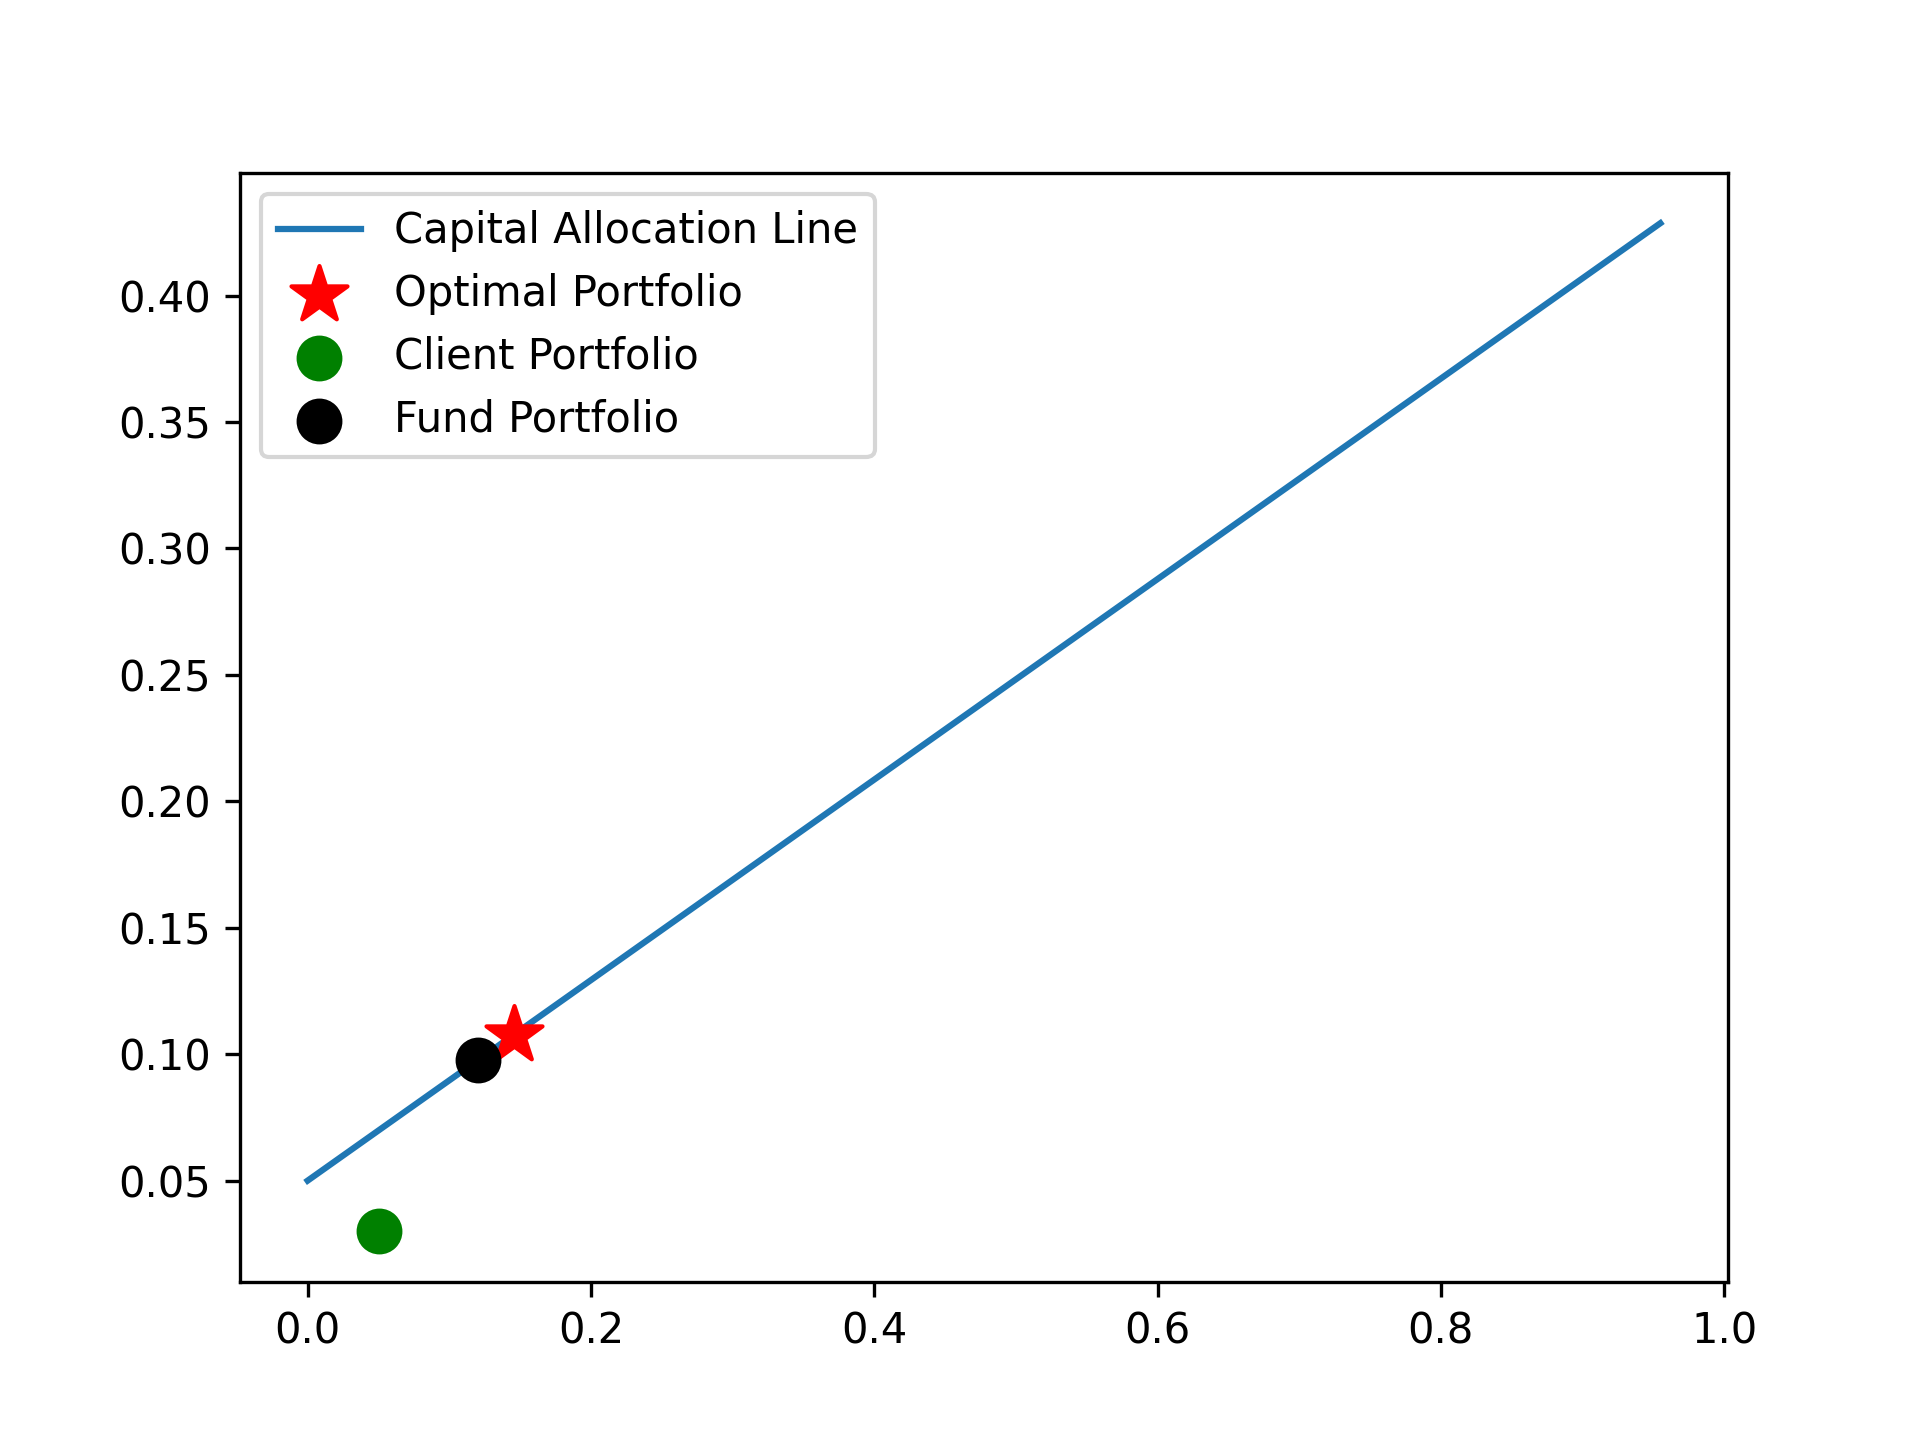 Capital Allocation Line
Optimal Portfolio
Client Portfolio
Fund Portfolio
0.40
0.35
0.30
0.25
0.20
0.15
0.10
0.05
0.0 0.2 0.4 0.6 0.8 1.0